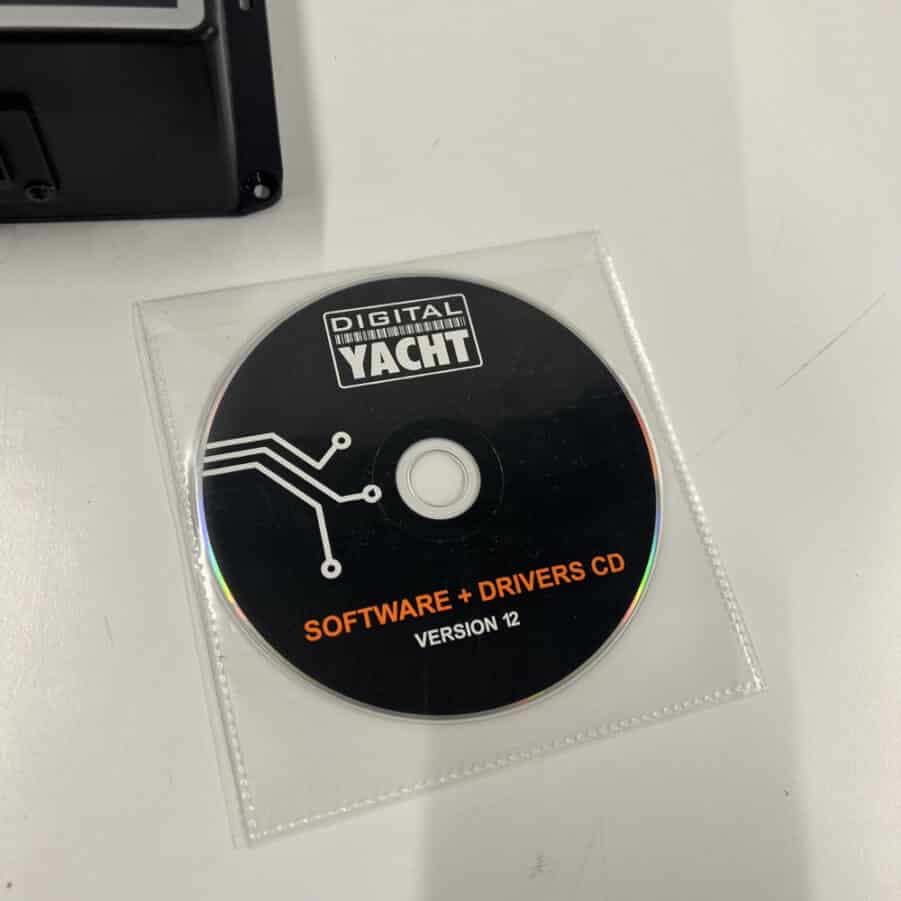 DIGITAL
YACHT
SOFTWARE + DRIVERS CD
VERSION 12